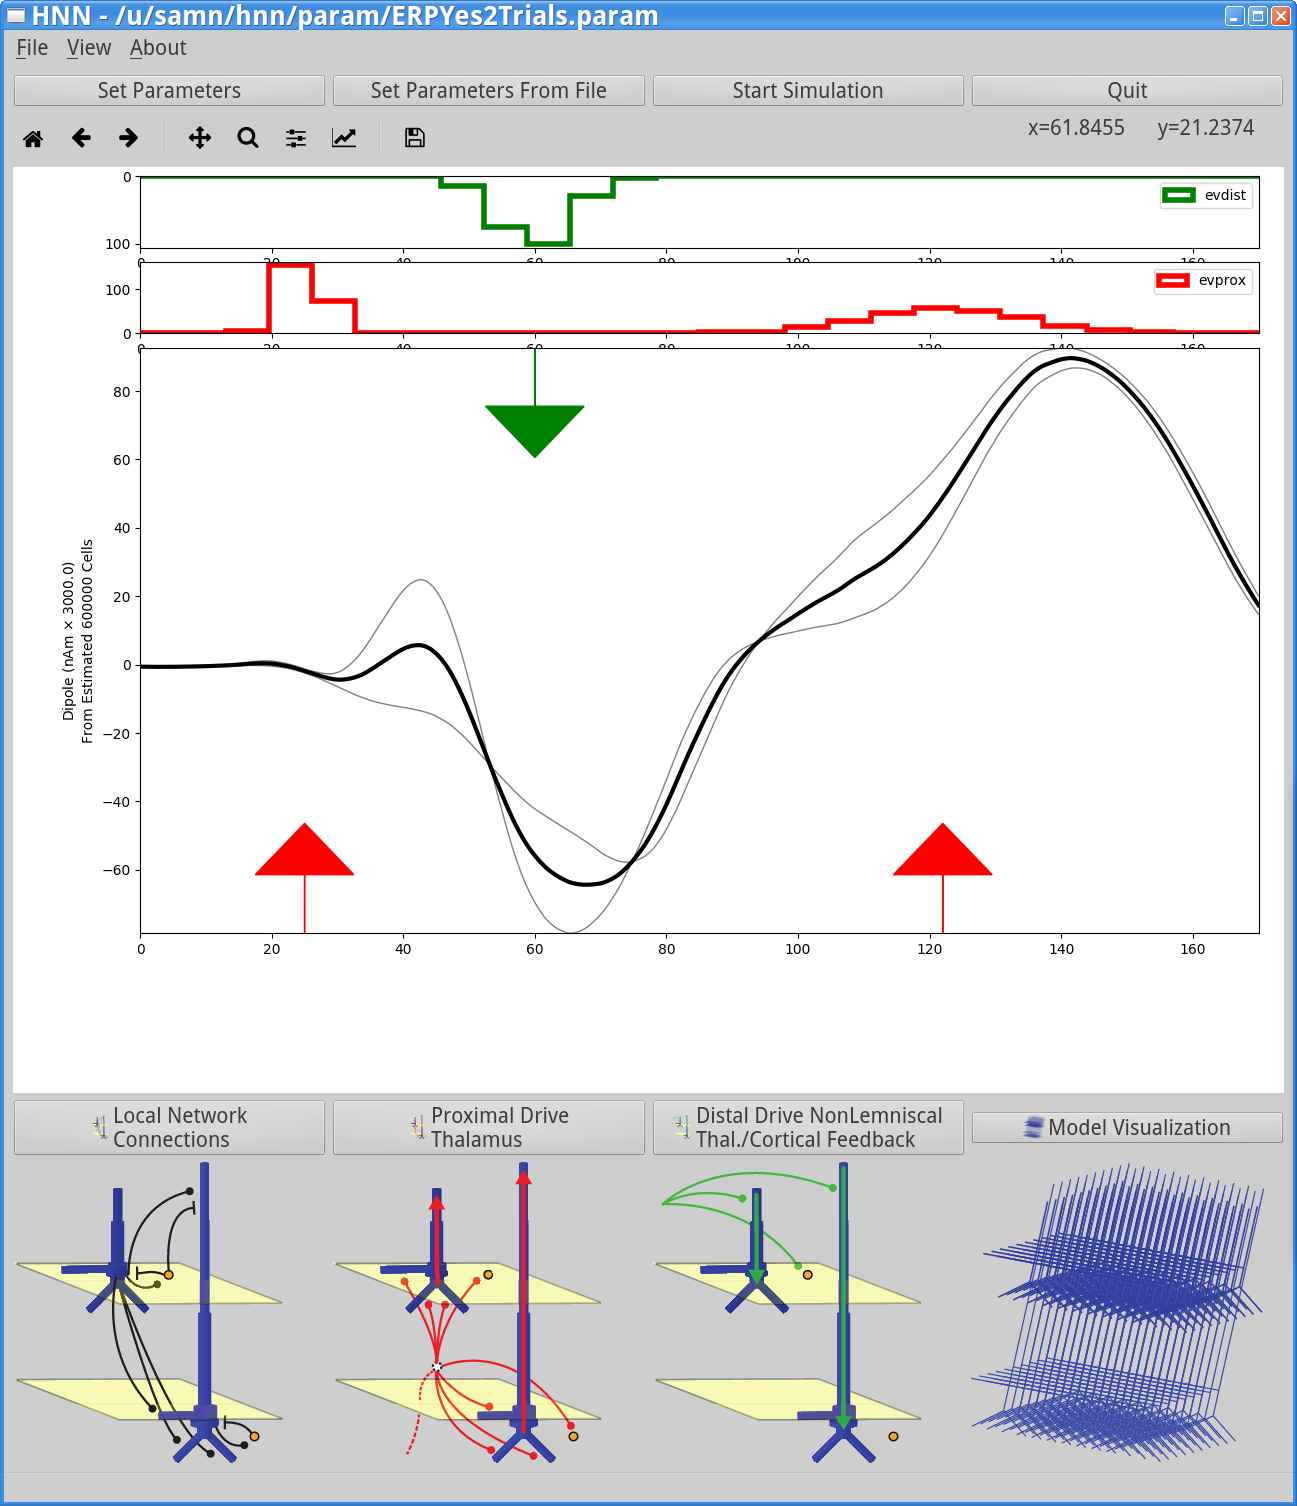 HNN - /u/samn/hnn/param/ERPYes2Trials.param
File View About
Set Parameters Set Parameters From File Start Simulation Quit
x=61.8455 y=21.2374
0
100
evdist
0 20 40 60 80 100 120 140 160
100
0
evprox
0 20 40 60 80 100 120 140 160
80
60
40
20
0
−20
−40
−60
Dipole (nAm × 3000.0)
From Estimated 600000 Cells
0 20 40 60 80 100 120 140 160
Local Network
Connections
Proximal Drive
Thalamus
Distal Drive NonLemniscal
Thal./Cortical Feedback
Model Visualization